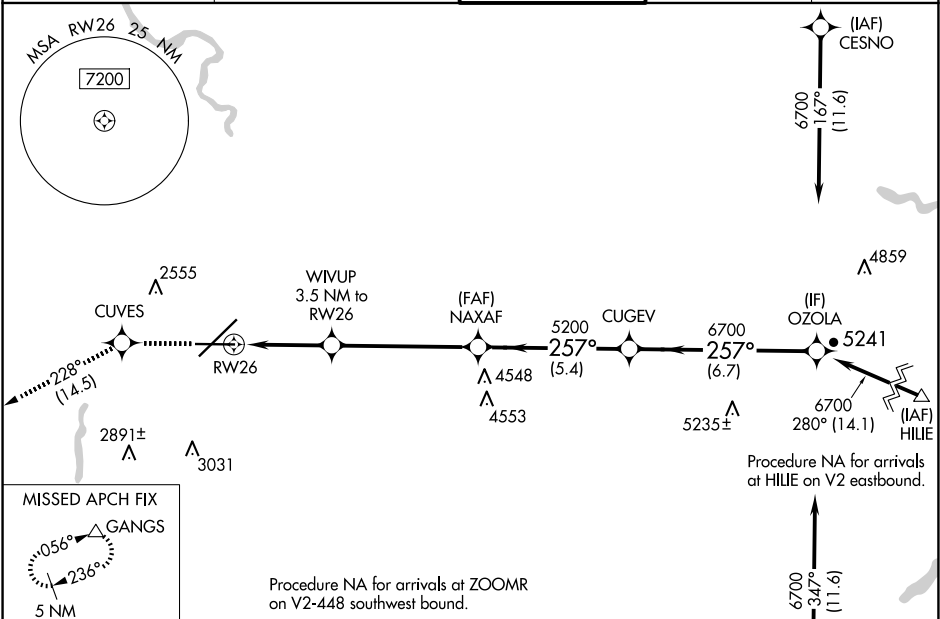 MSA RW26 25 NM
7200
(IAF)
CESNO
6700
167°
(11.6)
4859
2555
CUVES
WIVUP
3.5 NM to
RW26
(FAF)
NAXAF
CUGEV
(IF)
OZOLA
5241
RW26
5200
257°
(5.4)
6700
257°
(6.7)
228°
(14.5)
4548
4553
5235±
6700
280° (14.1)
(IAF)
HILIE
2891±
3031
Procedure NA for arrivals
at HILIE on V2 eastbound.
MISSED APCH FIX
GANGS
056°
236°
5 NM
Procedure NA for arrivals at ZOOMR
on V2-448 southwest bound.
6700
347°
(11.6)